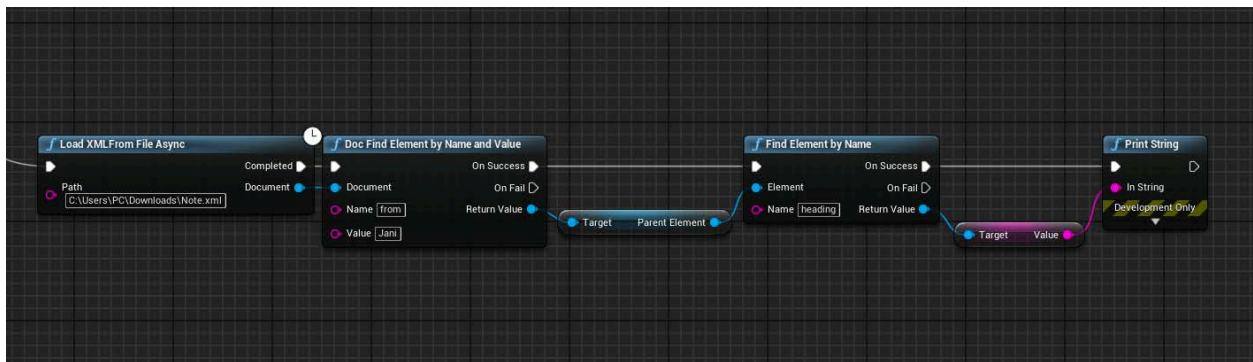 f Load XMLFrom File Async
Completed
Path
C:\Users\PC\Downloads\Note.xml
Document
f Doc Find Element by Name and Value
On Success
Document
On Fail
Name from
Return Value
Value Jani
Target Parent Element
f Find Element by Name
On Success
Element
On Fail
Name heading
Return Value
Target Value
f Print String
In String
Development Only